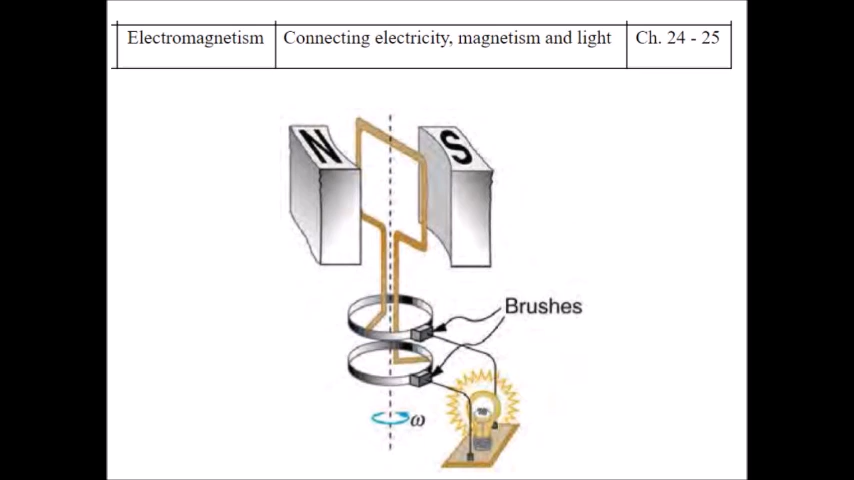 Electromagnetism
Connecting electricity, magnetism and light
Ch. 24 - 25
N
S
Brushes
ω